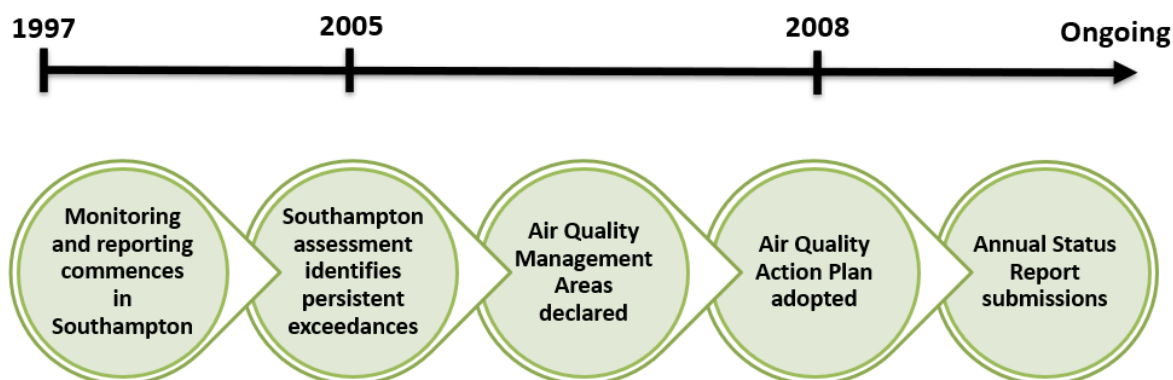 1997
2005
2008
Ongoing
Monitoring
and reporting
commences
in
Southampton
Southampton
assessment
identifies
persistent
exceedances
Air Quality
Management
Areas
declared
Air Quality
Action Plan
adopted
Annual Status
Report
submissions